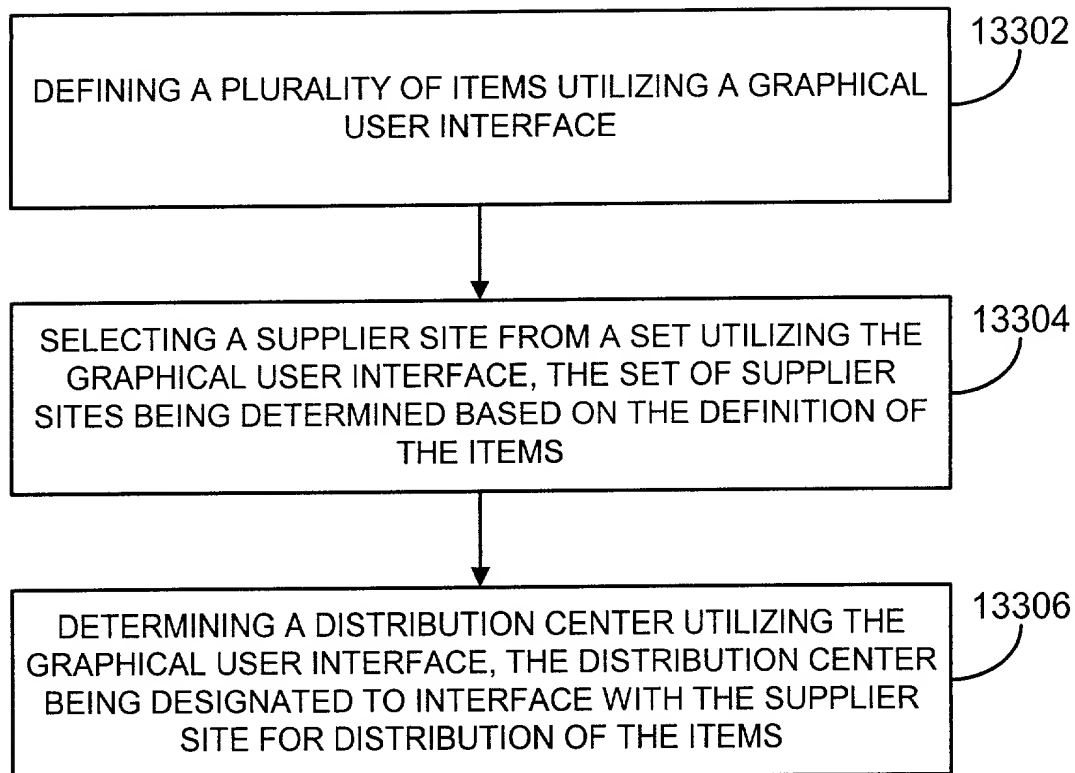 13302
DEFINING A PLURALITY OF ITEMS UTILIZING A GRAPHICAL
USER INTERFACE
13304
SELECTING A SUPPLIER SITE FROM A SET UTILIZING THE
GRAPHICAL USER INTERFACE, THE SET OF SUPPLIER
SITES BEING DETERMINED BASED ON THE DEFINITION OF
THE ITEMS
13306
DETERMINING A DISTRIBUTION CENTER UTILIZING THE
GRAPHICAL USER INTERFACE, THE DISTRIBUTION CENTER
BEING DESIGNATED TO INTERFACE WITH THE SUPPLIER
SITE FOR DISTRIBUTION OF THE ITEMS